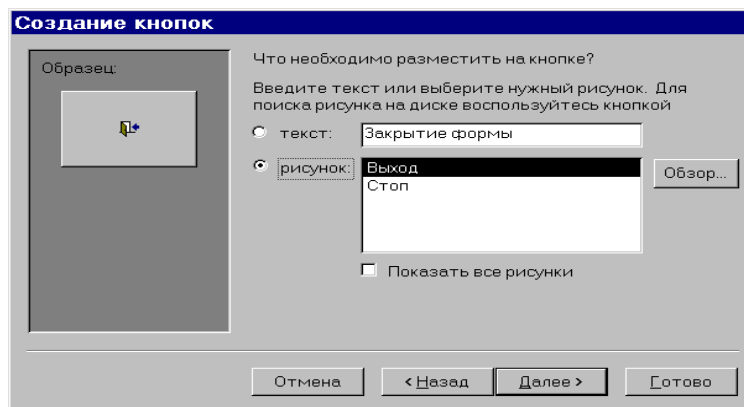 Создание кнопок
Образец:
Что необходимо разместить на кнопке?
Введите текст или выберите нужный рисунок. Для
поиска рисунка на диске воспользуйтесь кнопкой
текст:
Закрытие формы
рисунок:
Выход
Стоп
Обзор...
Показать все рисунки
Отмена
< Назад
Далее >
Готово